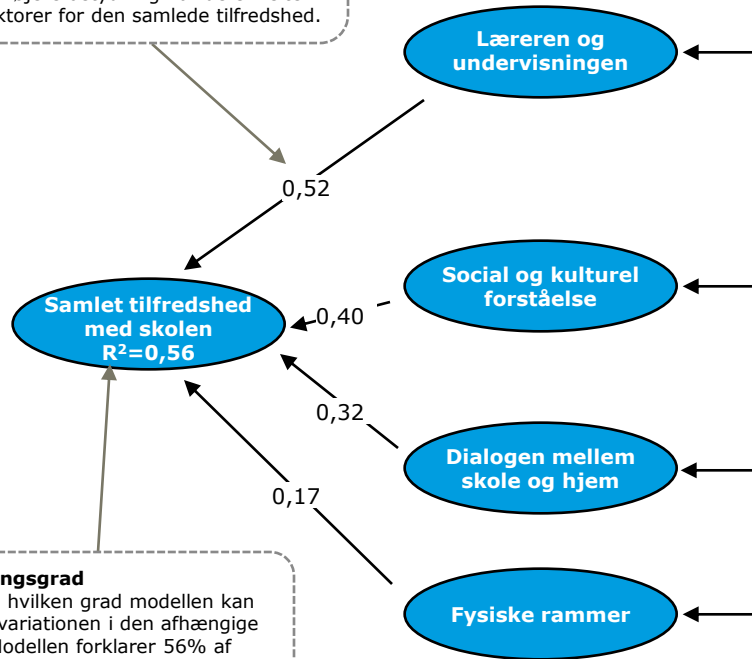 ktorer for den samlede tilfredshed.
Læreren og
undervisningen
0,52
Social og kulturel
forståelse
Samlet tilfredshed
med skolen
R²=0,56
0,40
0,32
Dialogen mellem
skole og hjem
0,17
ngsgrad
hvilken grad modellen kan
variationen i den afhængige
odellen forklarer 56% af
Fysiske rammer